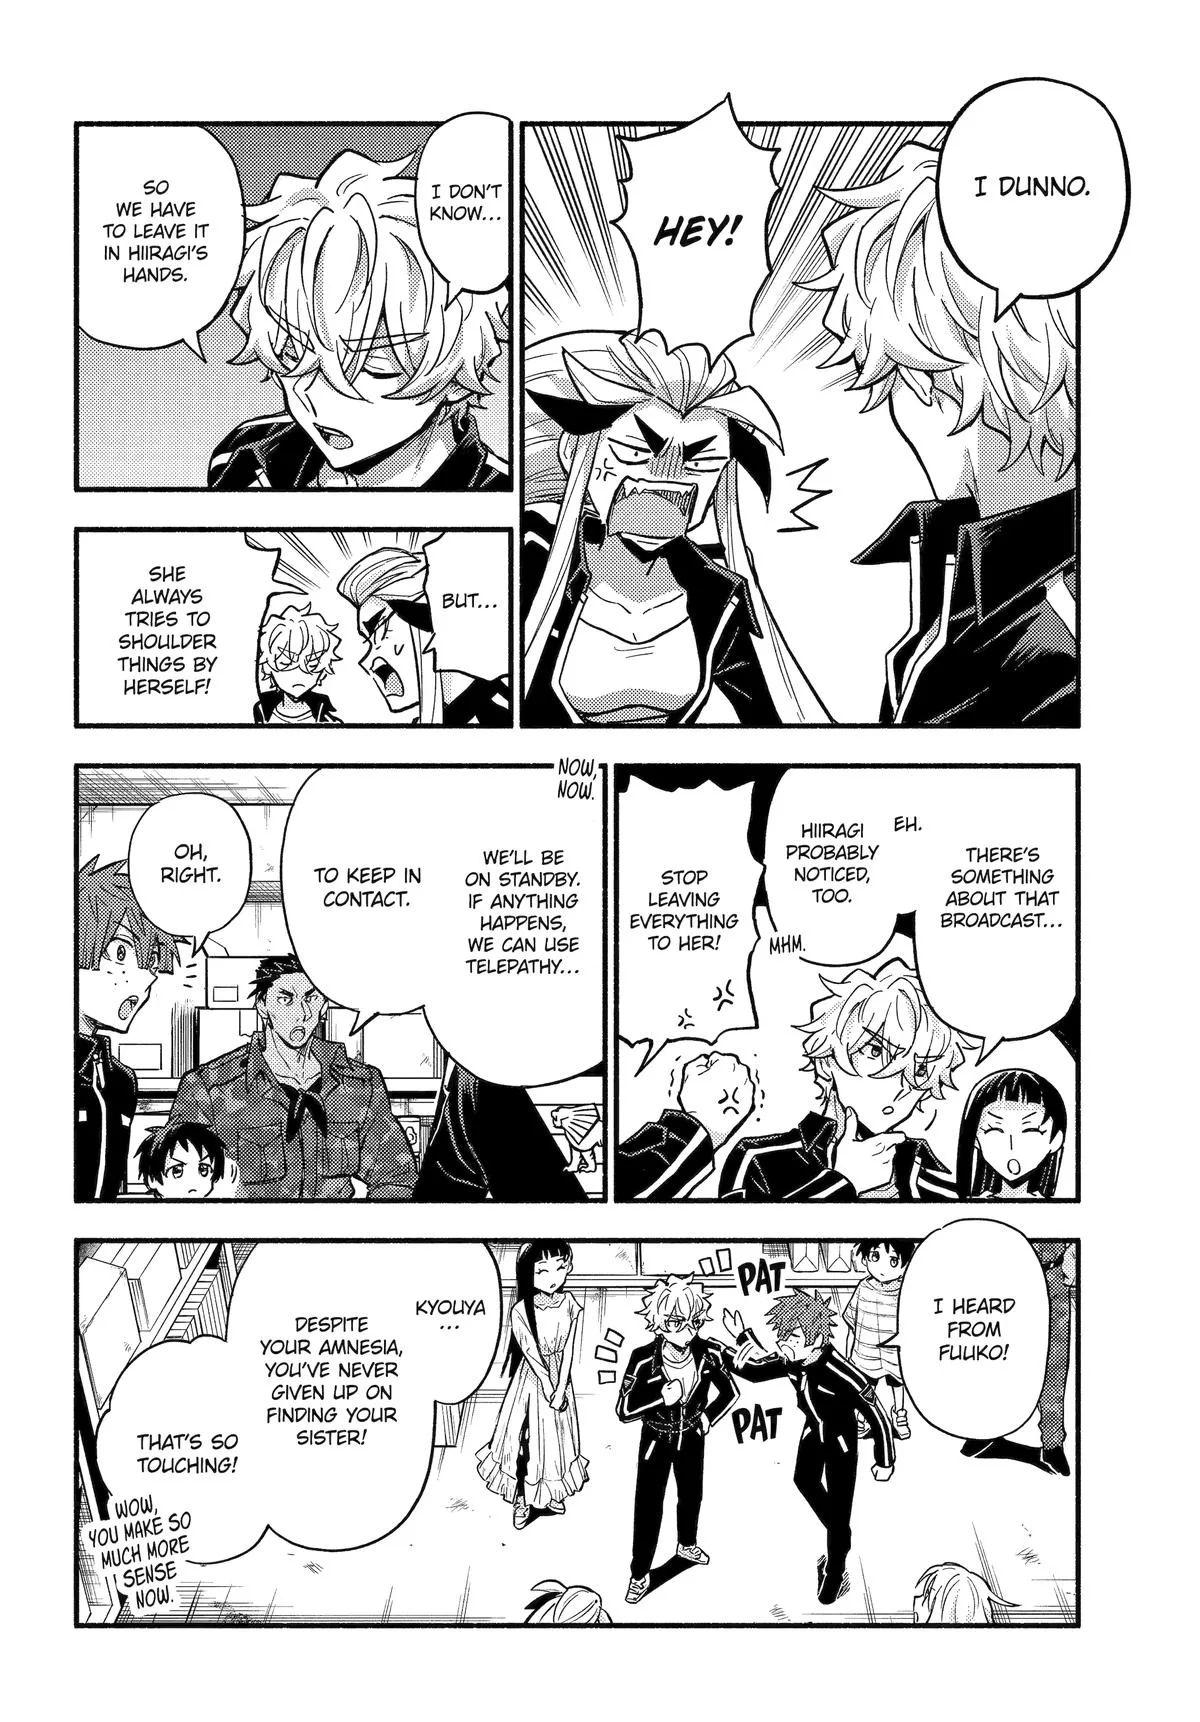 I DUNNO.
HEY!
I DON'T
KNOW...
SO
WE HAVE
TO LEAVE IT
IN HIIRAGI'S
HANDS.
BUT...
SHE
ALWAYS
TRIES TO
SHOULDER
THINGS BY
HERSELF!
THERE'S
SOMETHING
ABOUT THAT
BROADCAST...
EH.
HIIRAGI
PROBABLY
NOTICED,
TOO.
MHM.
STOP
LEAVING
EVERYTHING
TO HER!
NOW,
NOW.
WE'LL BE
ON STANDBY.
IF ANYTHING
HAPPENS,
WE CAN USE
TELEPATHY...
TO KEEP IN
CONTACT.
OH,
RIGHT.
I HEARD
FROM
FUUKO!
PAT
PAT
KYOUYA
...
DESPITE
YOUR AMNESIA,
YOU'VE NEVER
GIVEN UP ON
FINDING YOUR
SISTER!
THAT'S SO
TOUCHING!
WOW,
YOU MAKE SO
MUCH MORE
SENSE
NOW.